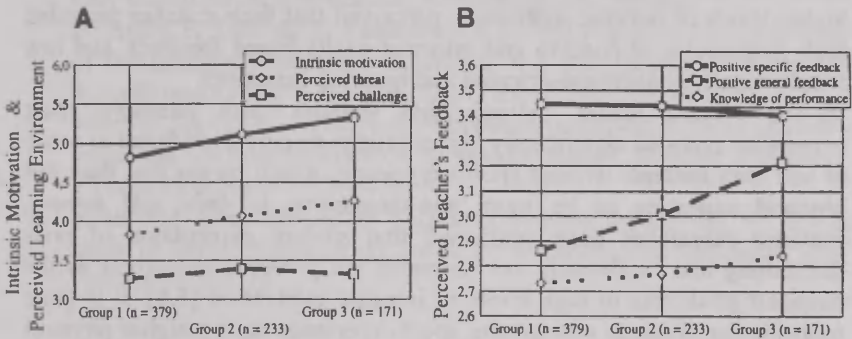 A
Intrinsic Motivation &
Perceived Learning Environment
6.0
5.5
5.0
4.5
4.0
3.5
3.0
Intrinsic motivation
Perceived threat
Perceived challenge
Group 1 (n = 379)
Group 2 (n = 233)
Group 3 (n = 171)
B
Perceived Teacher's Feedback
3.6
3.5
3.4
3.3
3.2
3.1
3.0
2.9
2.8
2.7
2.6
Positive specific feedback
Positive general feedback
Knowledge of performance
Group 1 (n = 379)
Group 2 (n = 233)
Group 3 (n = 171)